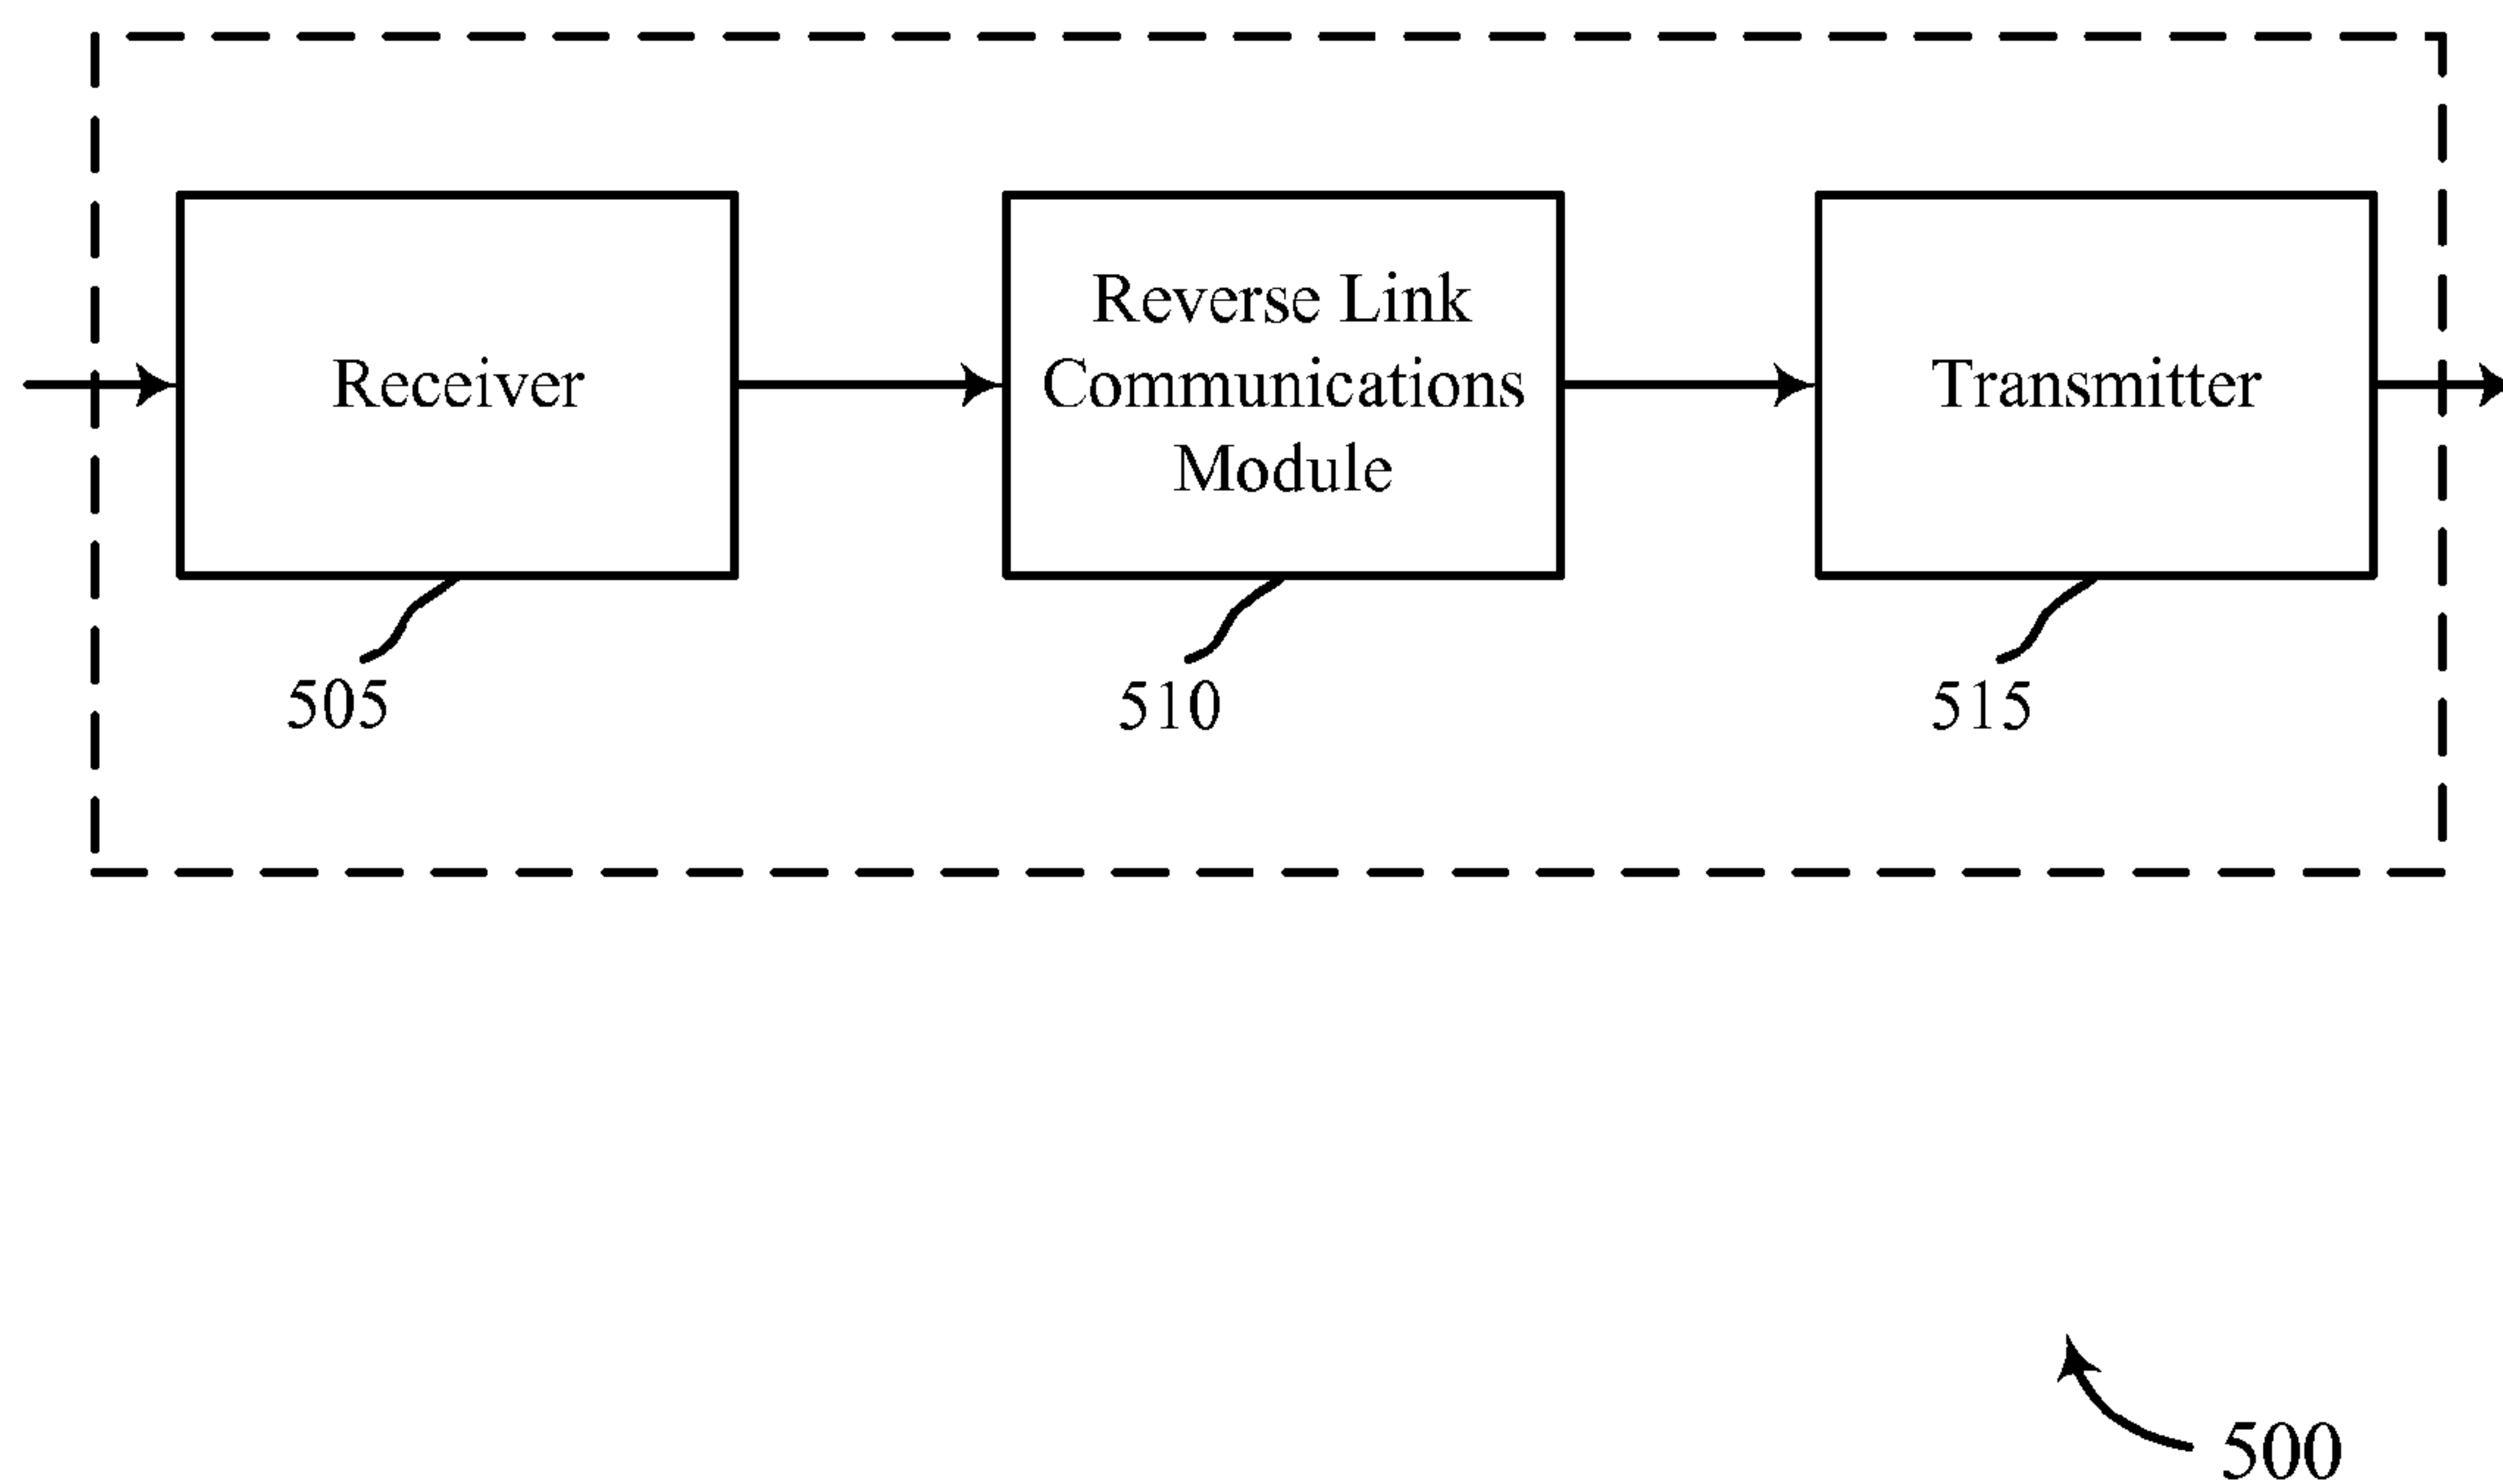 Receiver
Reverse Link
Communications
Module
Transmitter
505
510
515
500